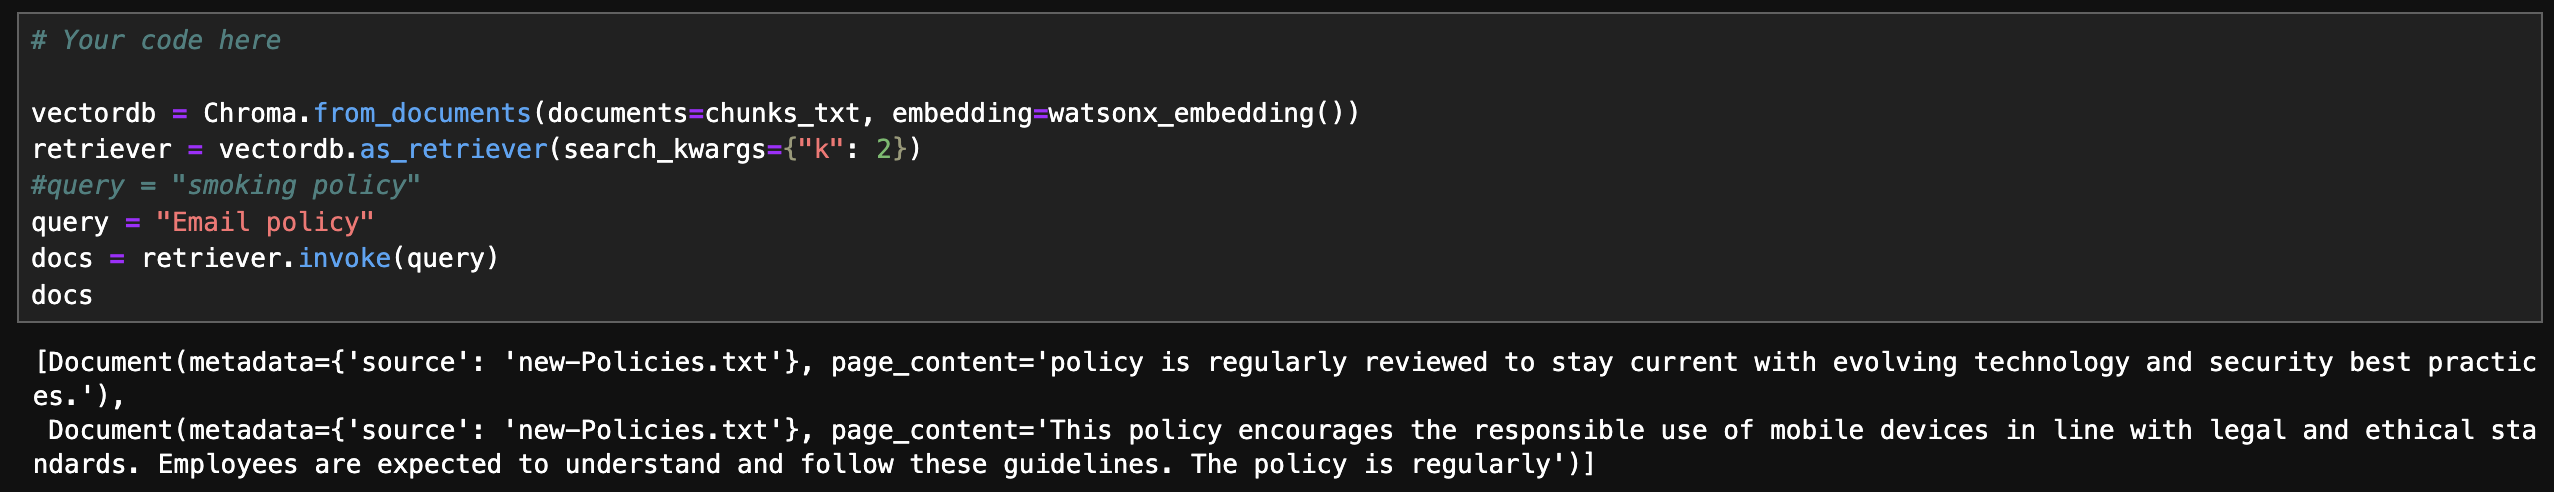 # Your code here
vectordb = Chroma.from_documents(documents=chunks_txt, embedding=watsonx_embedding())
retriever = vectordb.as_retriever(search_kwargs={"k": 2})
#query = "smoking policy"
query = "Email policy"
docs = retriever.invoke(query)
docs
[Document(metadata={'source': 'new-Policies.txt'}, page_content='policy is regularly reviewed to stay current with evolving technology and security best practic
es.'),
 Document(metadata={'source': 'new-Policies.txt'}, page_content='This policy encourages the responsible use of mobile devices in line with legal and ethical sta
ndards. Employees are expected to understand and follow these guidelines. The policy is regularly')]